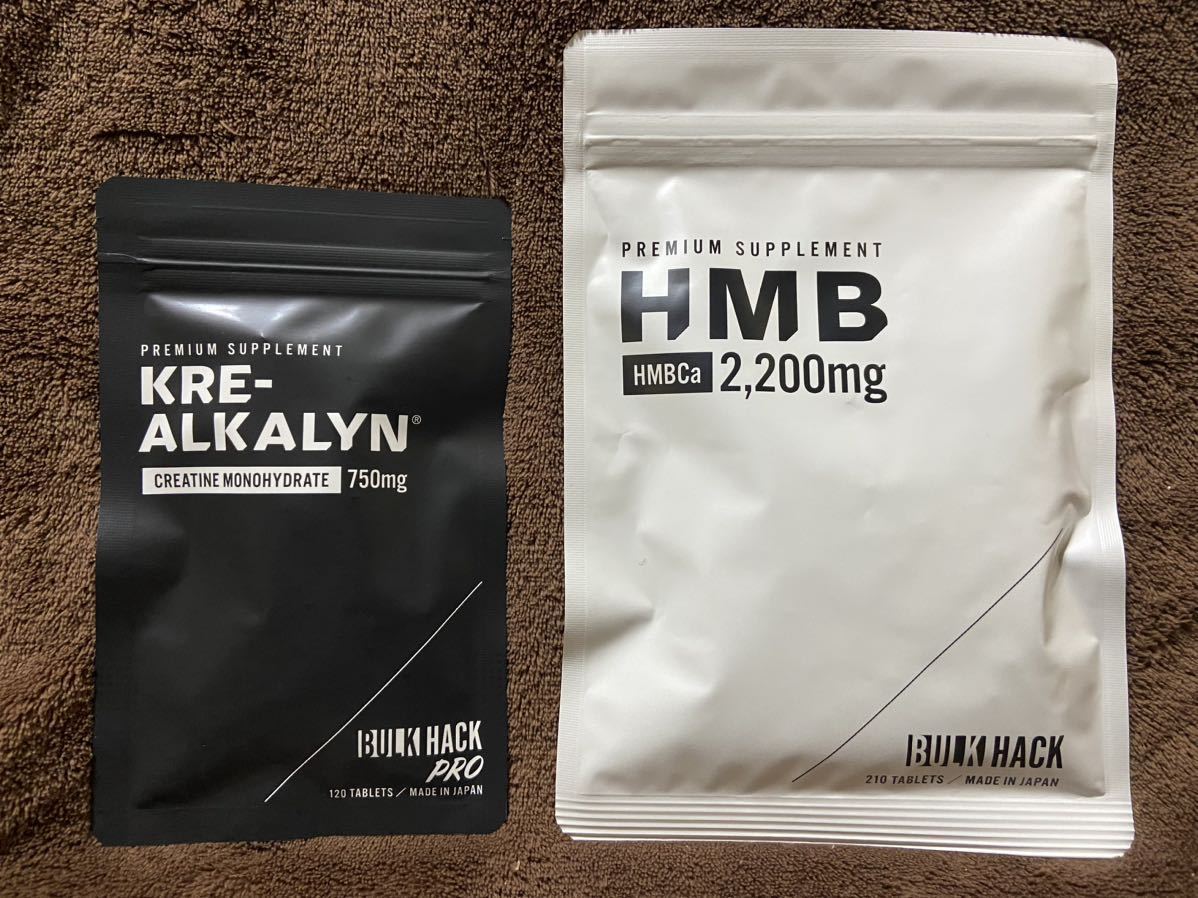 PREMIUM SUPPLEMENT
KRE-
ALKALYN®
CREATINE MONOHYDRATE 750mg
BULK HACK
PRO
120 TABLETS / MADE IN JAPAN
PREMIUM SUPPLEMENT
HMB
HMBCa 2,200mg
BULK HACK
210 TABLETS / MADE IN JAPAN